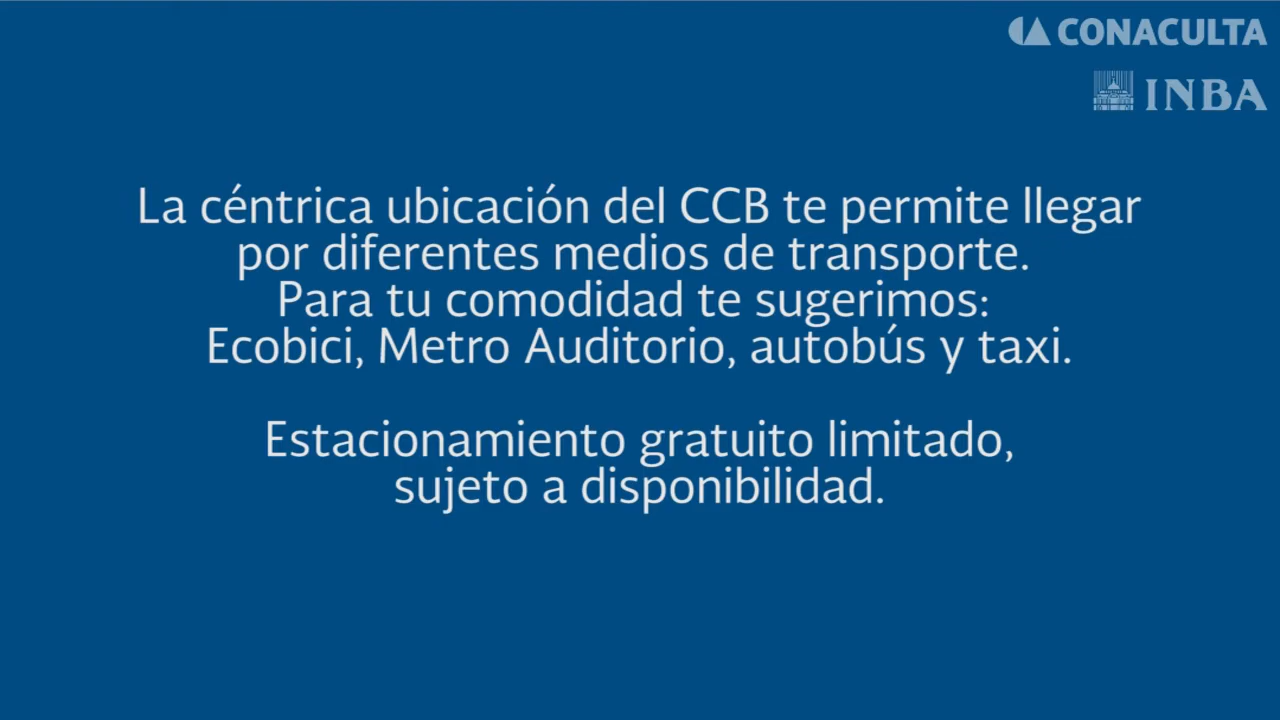 CONACULTA
INBA
La céntrica ubicación del CCB te permite llegar
por diferentes medios de transporte.
Para tu comodidad te sugerimos:
Ecobici, Metro Auditorio, autobús y taxi.
Estacionamiento gratuito limitado,
sujeto a disponibilidad.